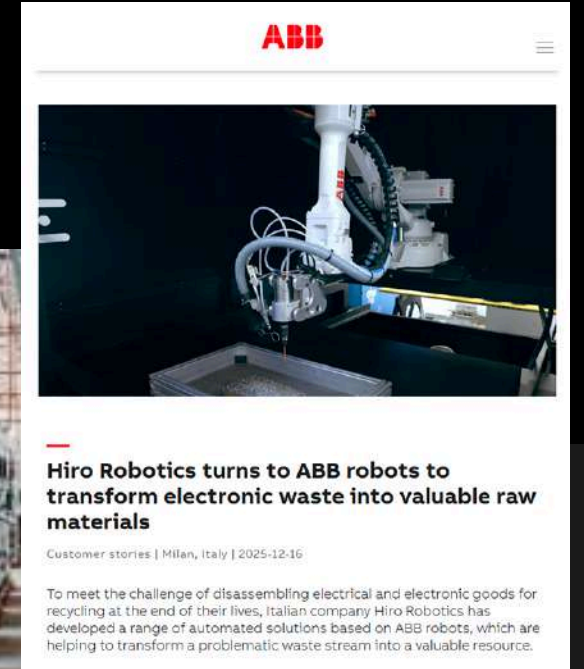 ABB
ABB
Hiro Robotics turns to ABB robots to
transform electronic waste into valuable raw
materials
Customer stories | Milan, Italy | 2025-12-16
To meet the challenge of disassembling electrical and electronic goods for
recycling at the end of their lives, Italian company Hiro Robotics has
developed a range of automated solutions based on ABB robots, which are
helping to transform a problematic waste stream into a valuable resource.